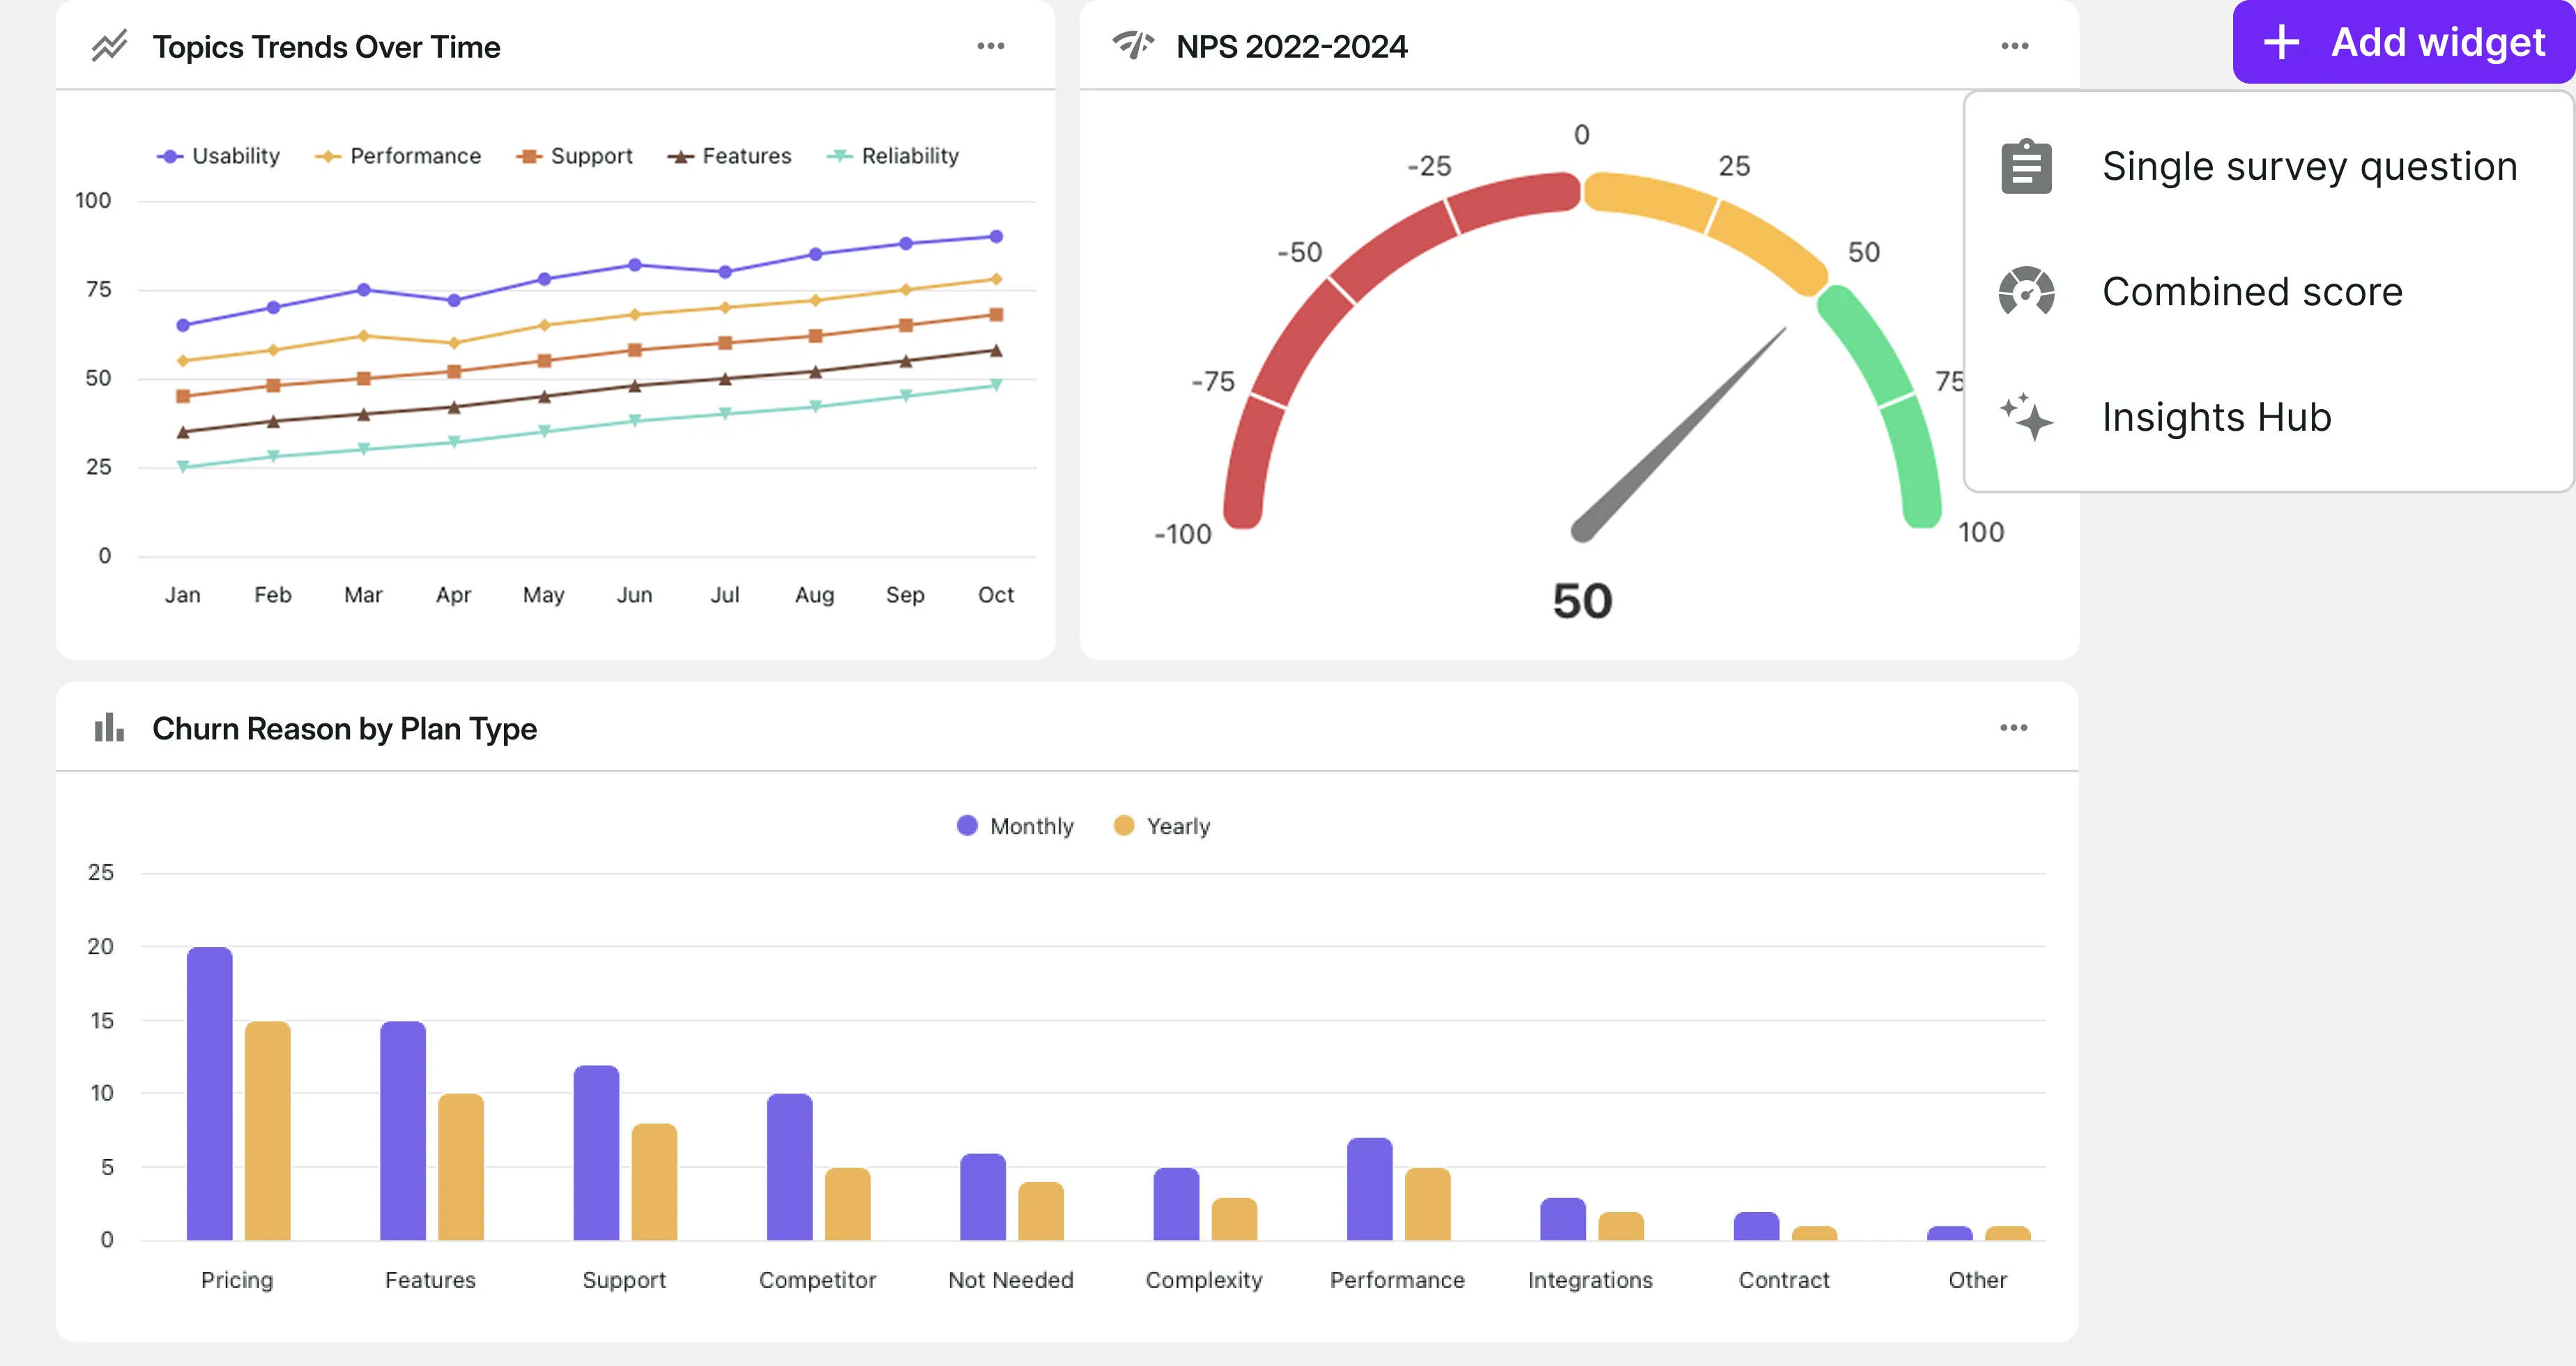 Topics Trends Over Time
Usability Performance Support Features Reliability
100
75
50
25
0
Jan Feb Mar Apr May Jun Jul Aug Sep Oct
NPS 2022-2024
0
-25 25
-50 50
-75 75
-100 100
50
+ Add widget
Single survey question
Combined score
Insights Hub
Churn Reason by Plan Type
Monthly Yearly
25
20
15
10
5
0
Pricing Features Support Competitor Not Needed Complexity Performance Integrations Contract Other